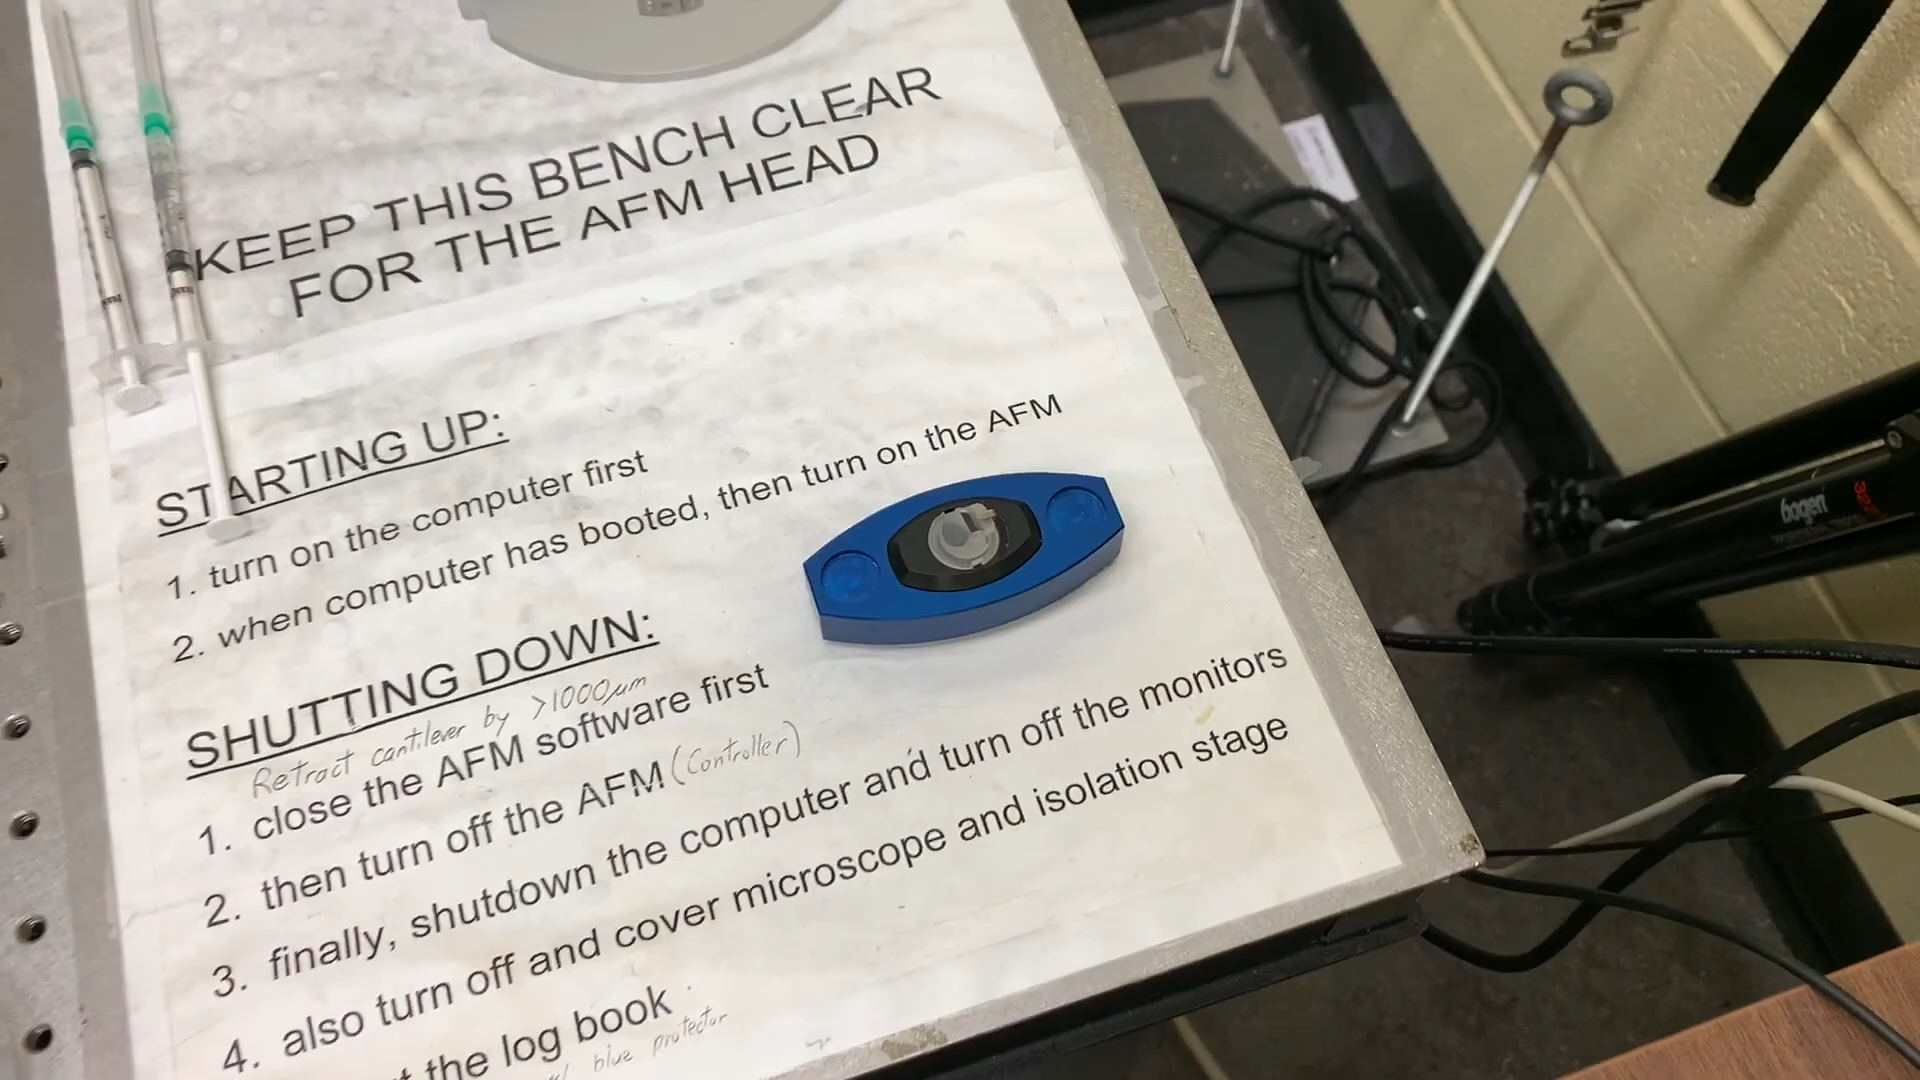 KEEP THIS BENCH CLEAR
FOR THE AFM HEAD
STARTING UP:
1. turn on the computer first
2. when computer has booted, then turn on the AFM
SHUTTING DOWN:
Retract cantilever by >1000μm
1. close the AFM software first
2. then turn off the AFM (Controller)
3. finally, shutdown the computer and turn off the monitors
4. also turn off and cover microscope and isolation stage
the log book
blue protector
bogen